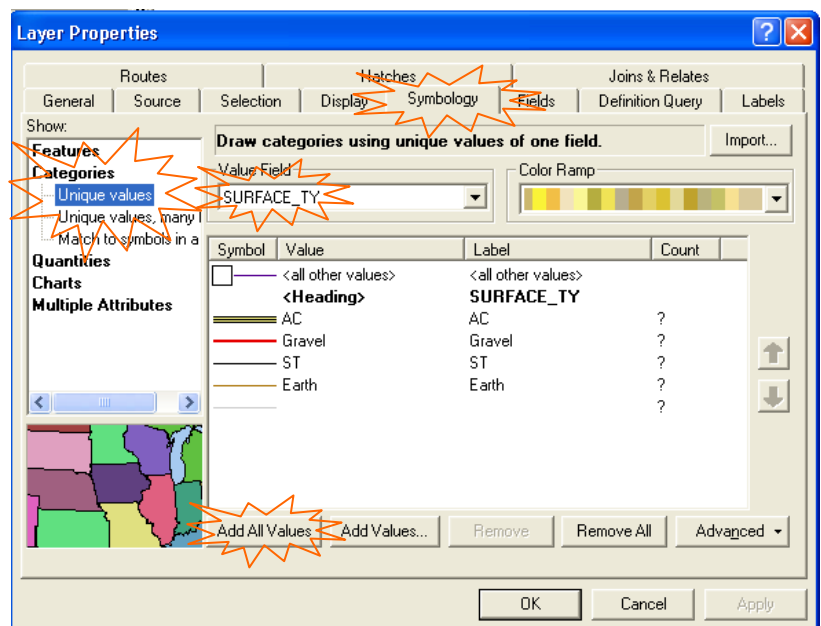 Layer Properties
Routes Hatches Joins & Relates
General Source Selection Display Symbology Fields Definition Query Labels
Show:
Features
Categories
Unique values
Unique values, many
Match to symbols in a
Quantities
Charts
Multiple Attributes
Draw categories using unique values of one field.
Import...
Value Field
SURFACE_TY
Color Ramp
Symbol Value Label Count
<all other values> <all other values>
<Heading> SURFACE_TY
AC AC ?
Gravel Gravel ?
ST ST ?
Earth Earth ?
?
Add All Values Add Values... Remove Remove All Advanced
OK Cancel Apply